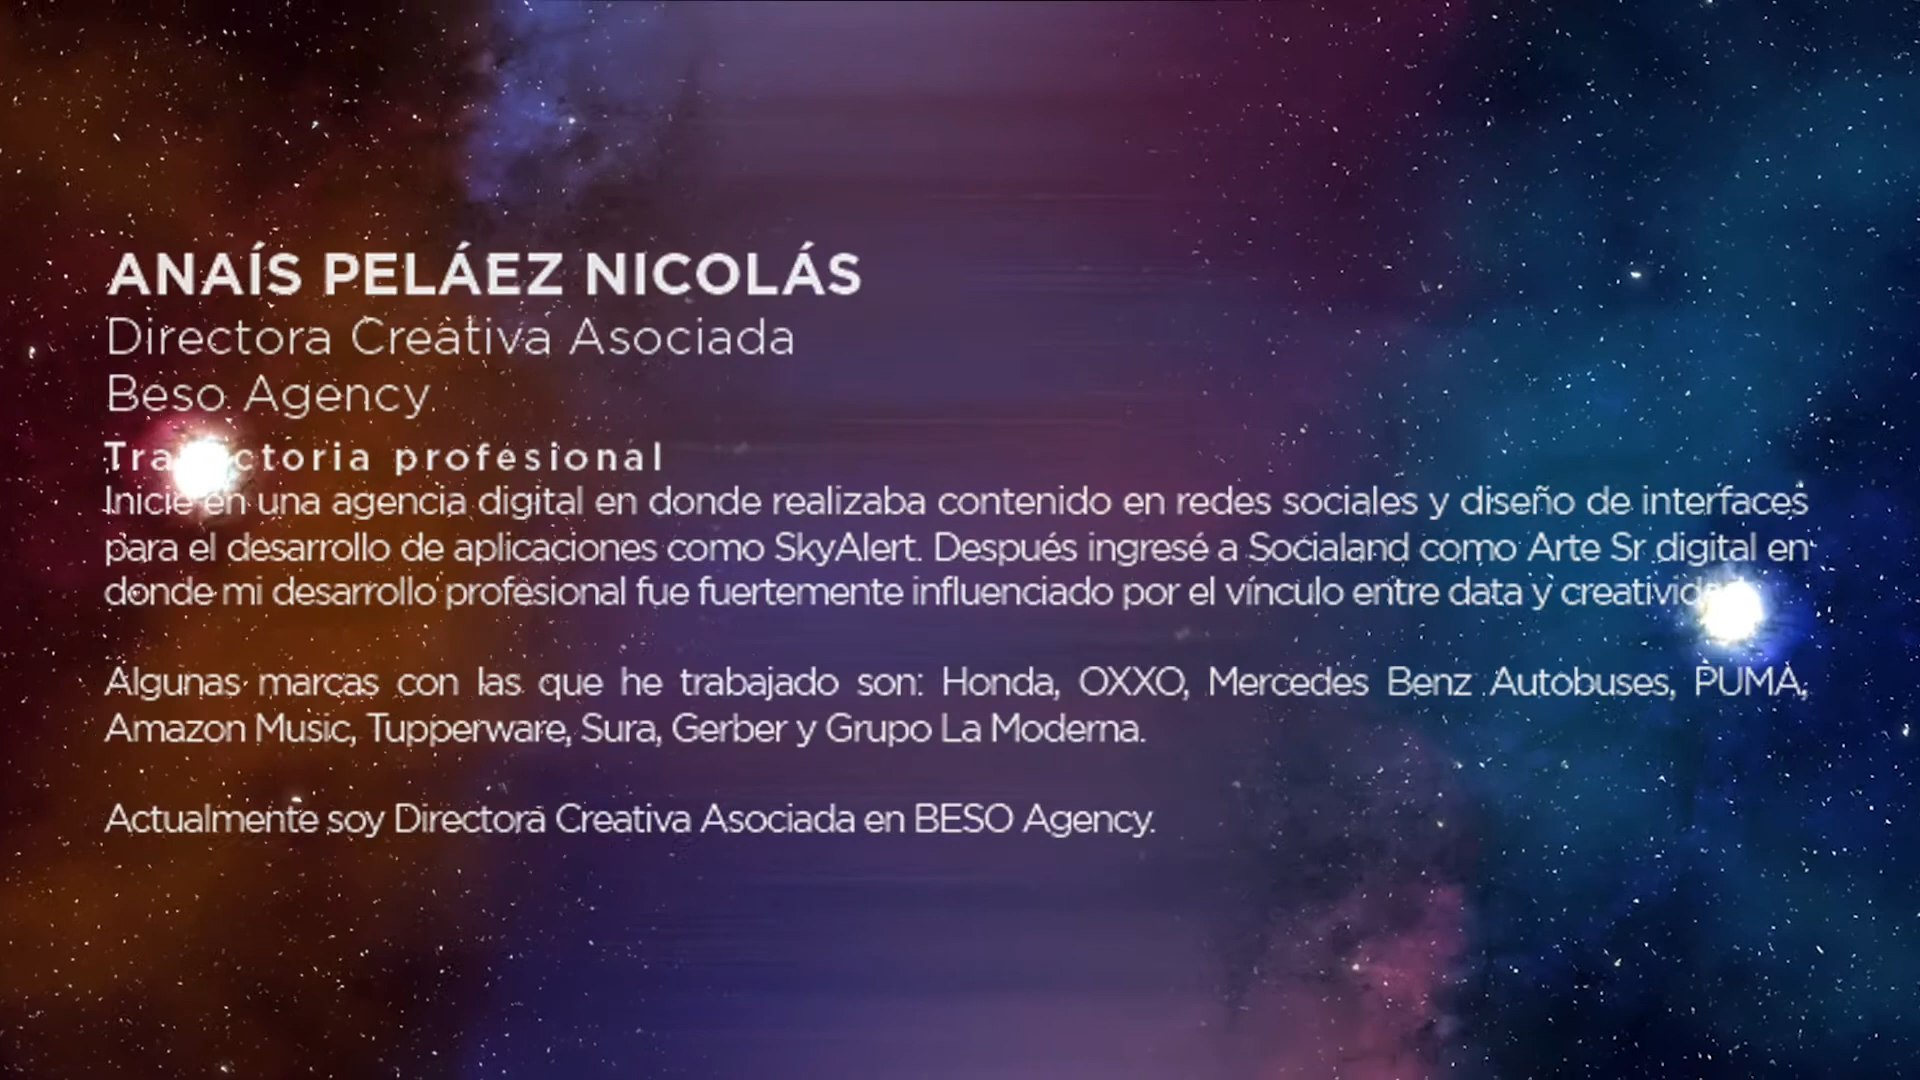 ANAÍS PELÁEZ NICOLÁS
Directora Creativa Asociada
Beso Agency
profesional
Inicie en una agencia digital en donde realizaba contenido en redes sociales y diseño de interfaces
para el desarrollo de aplicaciones como SkyAlert. Después ingresé a Socialand como Arte Sr digital en
donde mi desarrollo profesional fue fuertemente influenciado por el vínculo entre data y
Algunas marcas con las que he trabajado son: Honda, OXXO, Mercedes Benz Autobuses, PUMA,
Amazon Music, Tupperware, Sura, Gerber y Grupo La Moderna.
Actualmente soy Directora Creativa Asociada en BESO Agency.